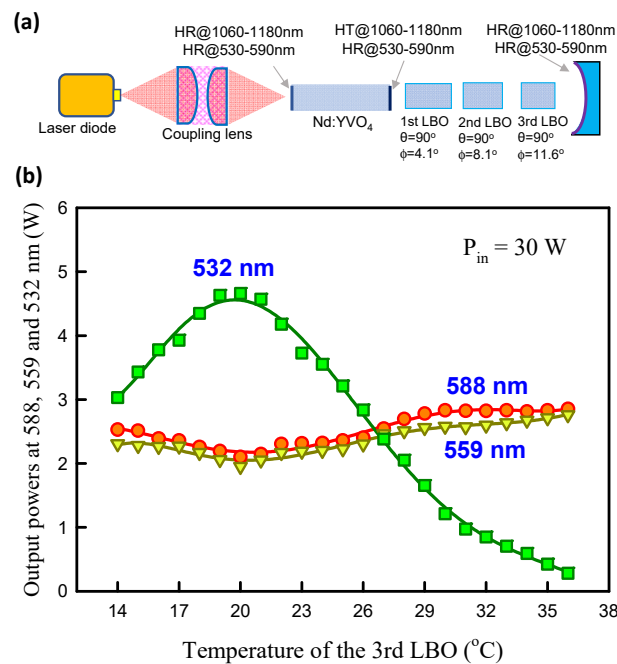 (a)
HR@1060-1180nm
HR@530-590nm
HT@1060-1180nm
HR@530-590nm
HR@1060-1180nm
HR@530-590nm
Laser diode
Coupling lens
Nd:YVO₄
1st LBO
θ=90°
ϕ=4.1°
2nd LBO
θ=90°
ϕ=8.1°
3rd LBO
θ=90°
ϕ=11.6°
(b)
Output powers at 588, 559 and 532 nm (W)
6
5
4
3
2
1
0
P_in = 30 W
532 nm
588 nm
559 nm
14
17
20
23
26
29
32
35
38
Temperature of the 3rd LBO (°C)